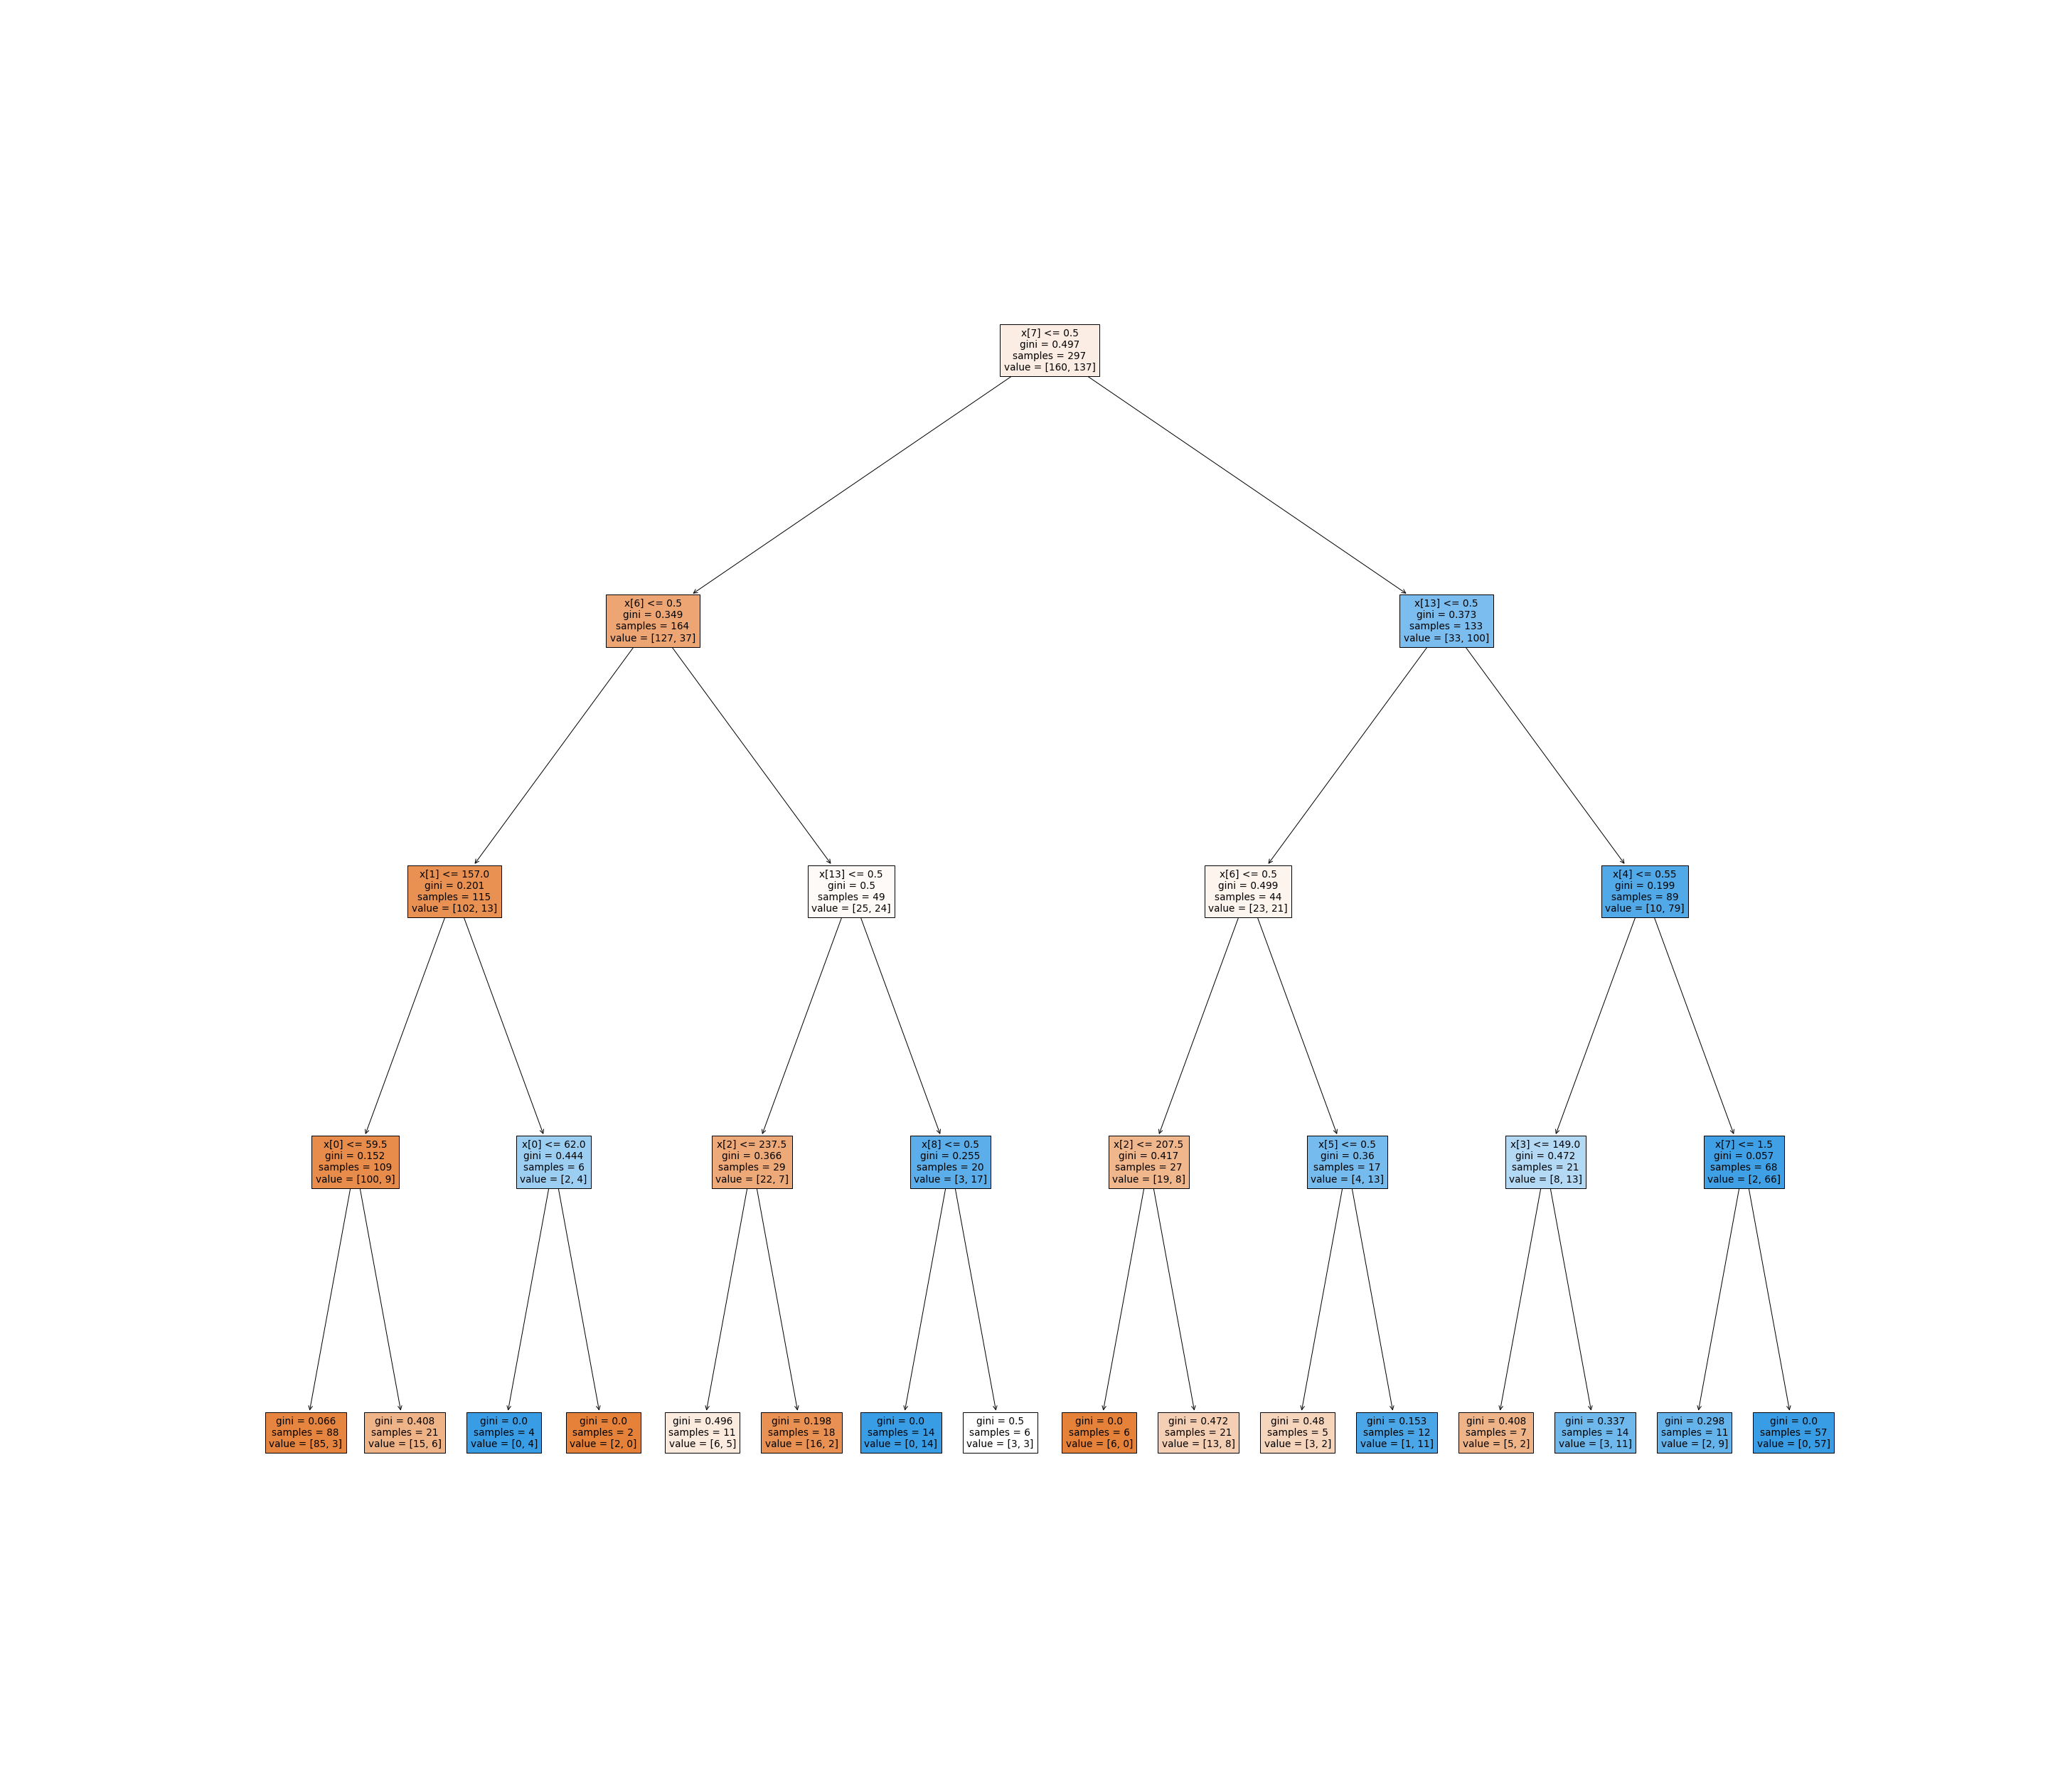 x[7] <= 0.5
gini = 0.497
samples = 297
value = [160, 137]
x[6] <= 0.5
gini = 0.349
samples = 164
value = [127, 37]
x[13] <= 0.5
gini = 0.373
samples = 133
value = [33, 100]
x[1] <= 157.0
gini = 0.201
samples = 115
value = [102, 13]
x[13] <= 0.5
gini = 0.5
samples = 49
value = [25, 24]
x[6] <= 0.5
gini = 0.499
samples = 44
value = [23, 21]
x[4] <= 0.55
gini = 0.199
samples = 89
value = [10, 79]
x[0] <= 59.5
gini = 0.152
samples = 109
value = [100, 9]
x[0] <= 62.0
gini = 0.444
samples = 6
value = [2, 4]
x[2] <= 237.5
gini = 0.366
samples = 29
value = [22, 7]
x[8] <= 0.5
gini = 0.255
samples = 20
value = [3, 17]
x[2] <= 207.5
gini = 0.417
samples = 27
value = [19, 8]
x[5] <= 0.5
gini = 0.36
samples = 17
value = [4, 13]
x[3] <= 149.0
gini = 0.472
samples = 21
value = [8, 13]
x[7] <= 1.5
gini = 0.057
samples = 68
value = [2, 66]
gini = 0.066
samples = 88
value = [85, 3]
gini = 0.408
samples = 21
value = [15, 6]
gini = 0.0
samples = 4
value = [0, 4]
gini = 0.0
samples = 2
value = [2, 0]
gini = 0.496
samples = 11
value = [6, 5]
gini = 0.198
samples = 18
value = [16, 2]
gini = 0.0
samples = 14
value = [0, 14]
gini = 0.5
samples = 6
value = [3, 3]
gini = 0.0
samples = 6
value = [6, 0]
gini = 0.472
samples = 21
value = [13, 8]
gini = 0.48
samples = 5
value = [3, 2]
gini = 0.153
samples = 12
value = [1, 11]
gini = 0.408
samples = 7
value = [5, 2]
gini = 0.337
samples = 14
value = [3, 11]
gini = 0.298
samples = 11
value = [2, 9]
gini = 0.0
samples = 57
value = [0, 57]